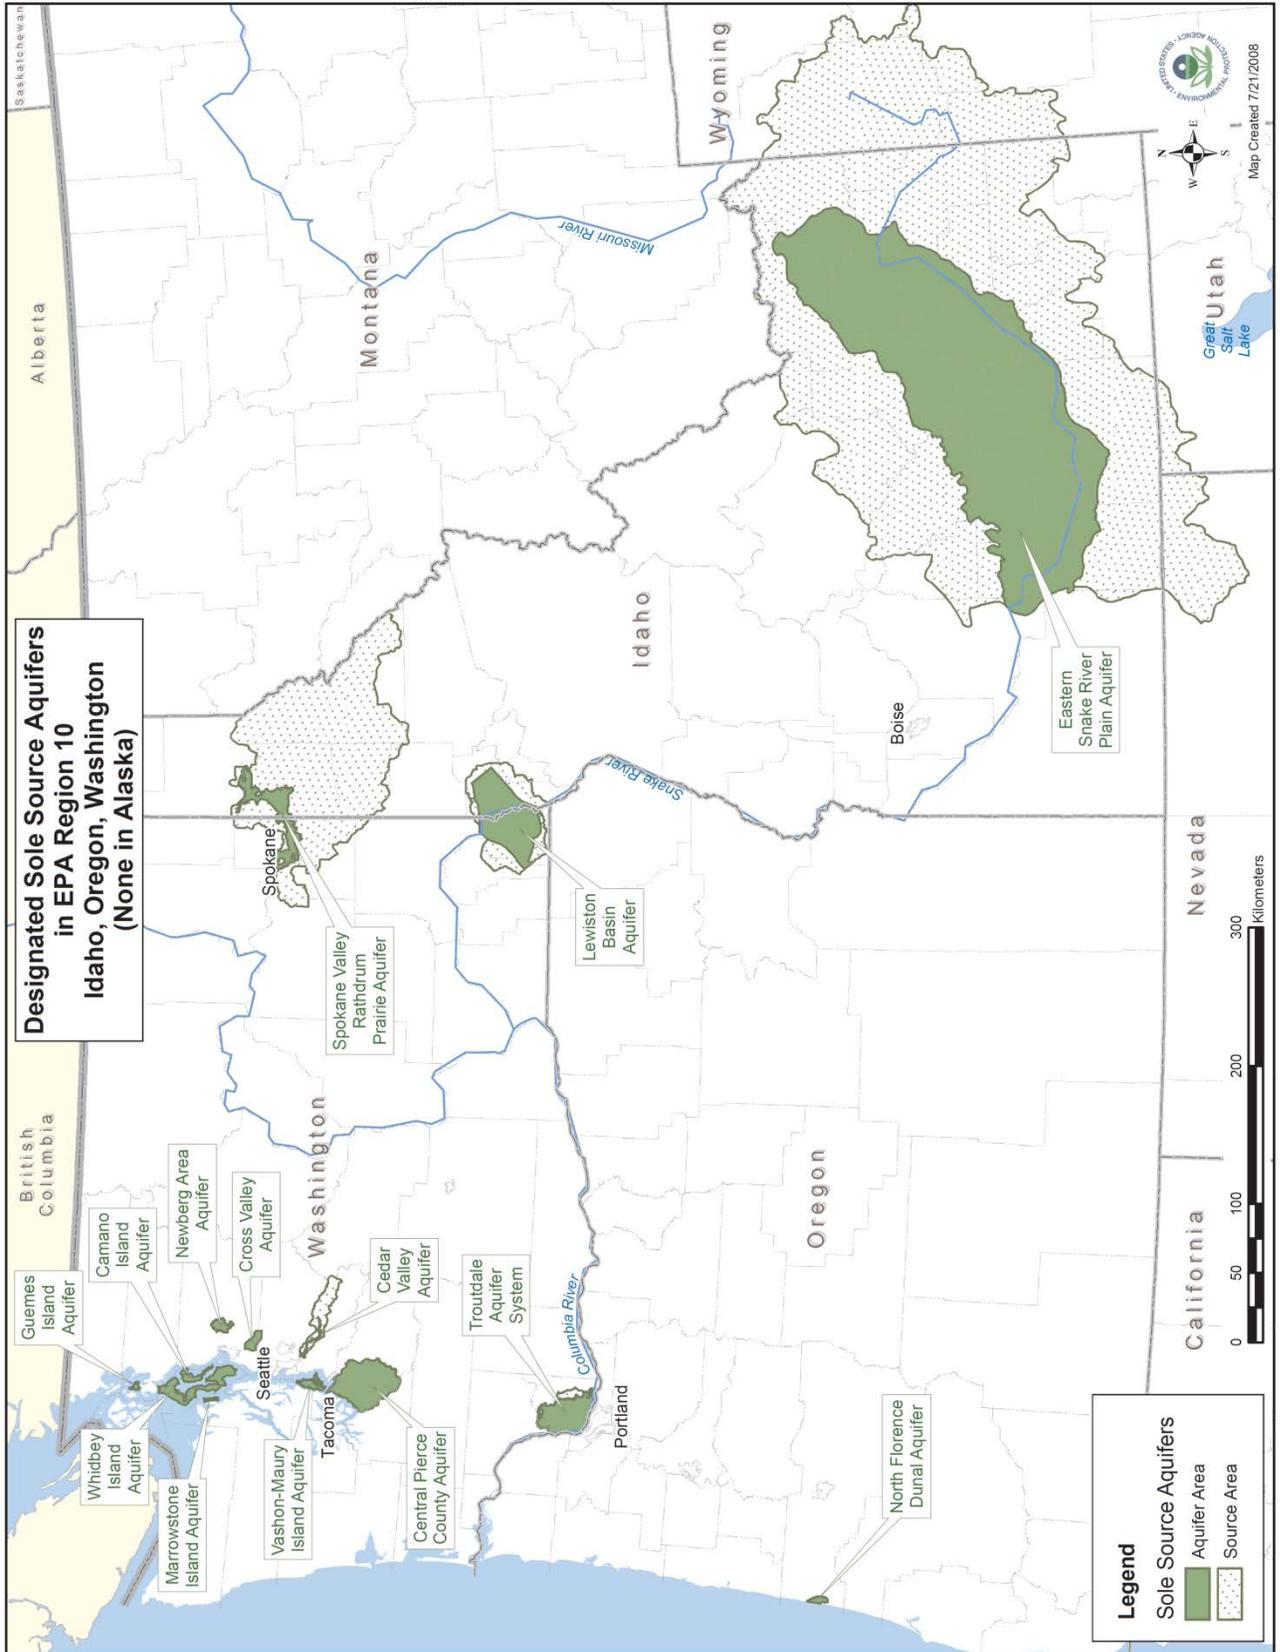 Designated Sole Source Aquifers
in EPA Region 10
Idaho, Oregon, Washington
(None in Alaska)
British
Columbia
Alberta
Saskatchewan
Guemes
Island
Aquifer
Camano
Island
Aquifer
Newberg Area
Aquifer
Cross Valley
Aquifer
Whidbey
Island
Aquifer
Marrowstone
Island Aquifer
Seattle
Vashon-Maury
Island Aquifer
Tacoma
Cedar
Valley
Aquifer
Central Pierce
County Aquifer
Washington
Spokane
Spokane Valley
Rathdrum
Prairie Aquifer
Montana
Missouri River
Troutdale
Aquifer
System
Columbia River
Portland
Lewiston
Basin
Aquifer
Snake River
Idaho
Wyoming
Oregon
North Florence
Dunal Aquifer
Boise
Eastern
Snake River
Plain Aquifer
California
Nevada
Utah
Great
Salt
Lake
Legend
Sole Source Aquifers
Aquifer Area
Source Area
0 50 100 200 300
Kilometers
N
W E
S
UNITED STATES
ENVIRONMENTAL PROTECTION AGENCY
Map Created 7/21/2008